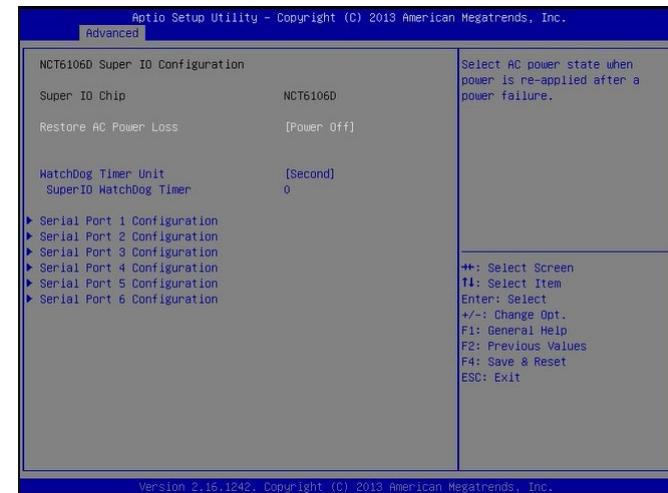 Aptio Setup Utility – Copyright (C) 2013 American Megatrends, Inc.
Advanced
NCT6106D Super IO Configuration
Super IO Chip NCT6106D
Restore AC Power Loss [Power Off]
WatchDog Timer Unit [Second]
SuperIO WatchDog Timer 0
Serial Port 1 Configuration
Serial Port 2 Configuration
Serial Port 3 Configuration
Serial Port 4 Configuration
Serial Port 5 Configuration
Serial Port 6 Configuration
Select AC power state when
power is re-applied after a
power failure.
→←: Select Screen
↑↓: Select Item
Enter: Select
+/-: Change Opt.
F1: General Help
F2: Previous Values
F4: Save & Reset
ESC: Exit
Version 2.16.1242. Copyright (C) 2013 American Megatrends, Inc.